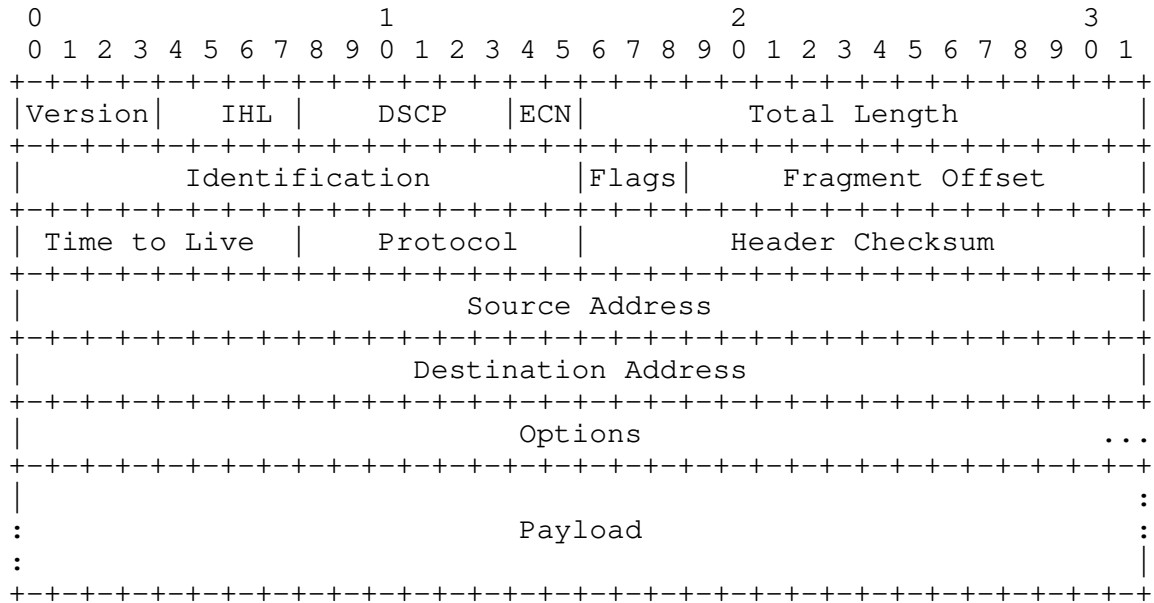 0                   1                   2                   3
 0 1 2 3 4 5 6 7 8 9 0 1 2 3 4 5 6 7 8 9 0 1 2 3 4 5 6 7 8 9 0 1
+-+-+-+-+-+-+-+-+-+-+-+-+-+-+-+-+-+-+-+-+-+-+-+-+-+-+-+-+-+-+-+-+
|Version|   IHL |    DSCP   |ECN|         Total Length          |
+-+-+-+-+-+-+-+-+-+-+-+-+-+-+-+-+-+-+-+-+-+-+-+-+-+-+-+-+-+-+-+-+
|         Identification        |Flags|     Fragment Offset     |
+-+-+-+-+-+-+-+-+-+-+-+-+-+-+-+-+-+-+-+-+-+-+-+-+-+-+-+-+-+-+-+-+
| Time to Live  |    Protocol   |        Header Checksum        |
+-+-+-+-+-+-+-+-+-+-+-+-+-+-+-+-+-+-+-+-+-+-+-+-+-+-+-+-+-+-+-+-+
|                         Source Address                        |
+-+-+-+-+-+-+-+-+-+-+-+-+-+-+-+-+-+-+-+-+-+-+-+-+-+-+-+-+-+-+-+-+
|                      Destination Address                      |
+-+-+-+-+-+-+-+-+-+-+-+-+-+-+-+-+-+-+-+-+-+-+-+-+-+-+-+-+-+-+-+-+
|                            Options                          ...
+-+-+-+-+-+-+-+-+-+-+-+-+-+-+-+-+-+-+-+-+-+-+-+-+-+-+-+-+-+-+-+-+
|                                                               :
:                            Payload                            :
:                                                               |
+-+-+-+-+-+-+-+-+-+-+-+-+-+-+-+-+-+-+-+-+-+-+-+-+-+-+-+-+-+-+-+-+